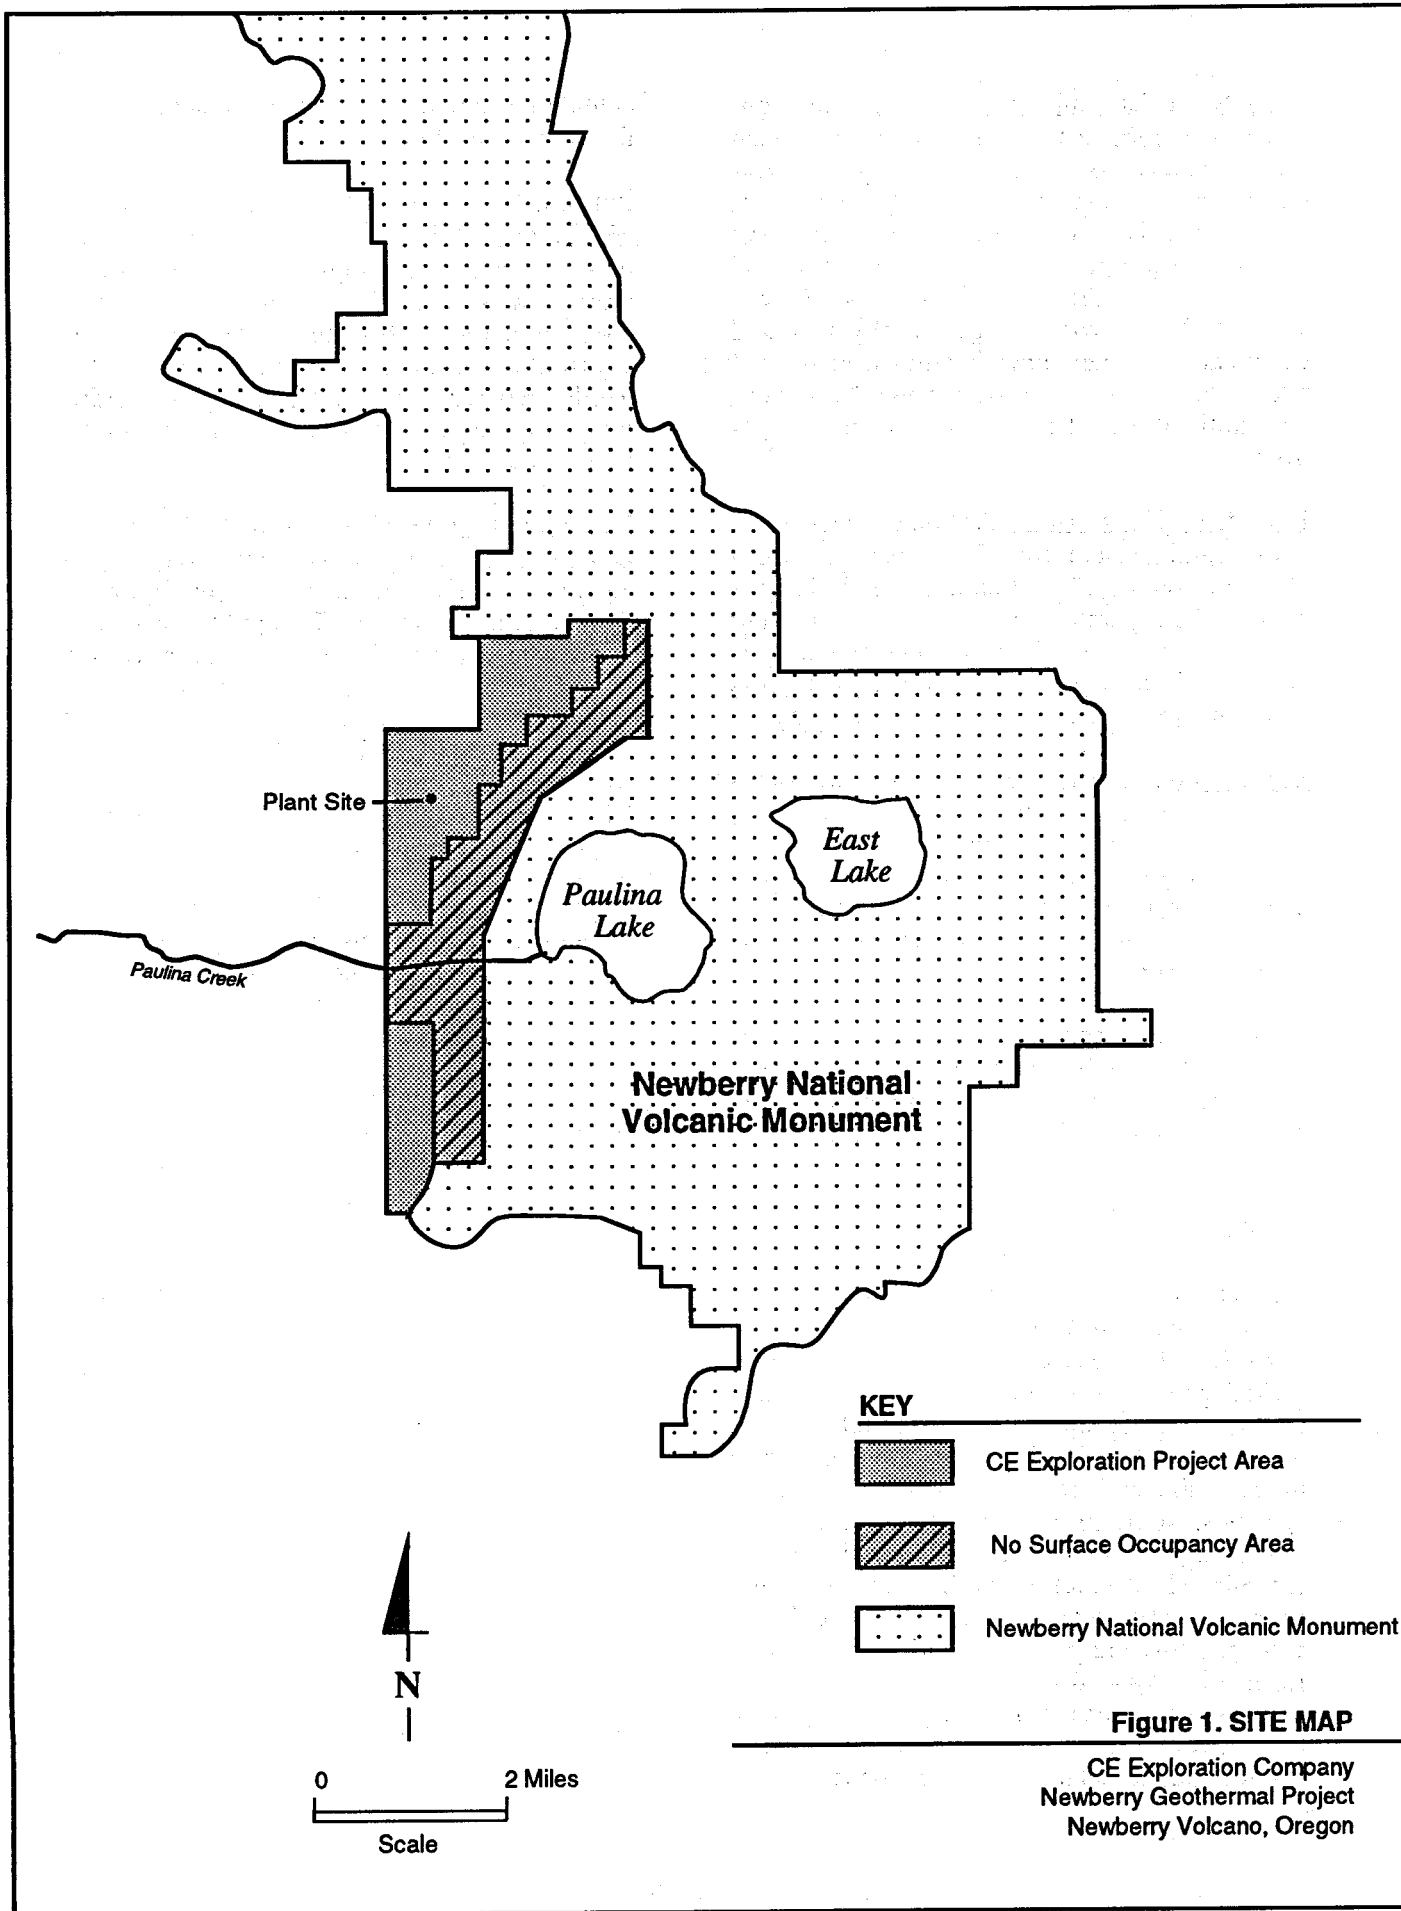 Plant Site
East
Lake
Paulina
Lake
Paulina Creek
Newberry National
Volcanic Monument
KEY
CE Exploration Project Area
No Surface Occupancy Area
Newberry National Volcanic Monument
N
Figure 1. SITE MAP
CE Exploration Company
Newberry Geothermal Project
Newberry Volcano, Oregon
0 2 Miles
Scale